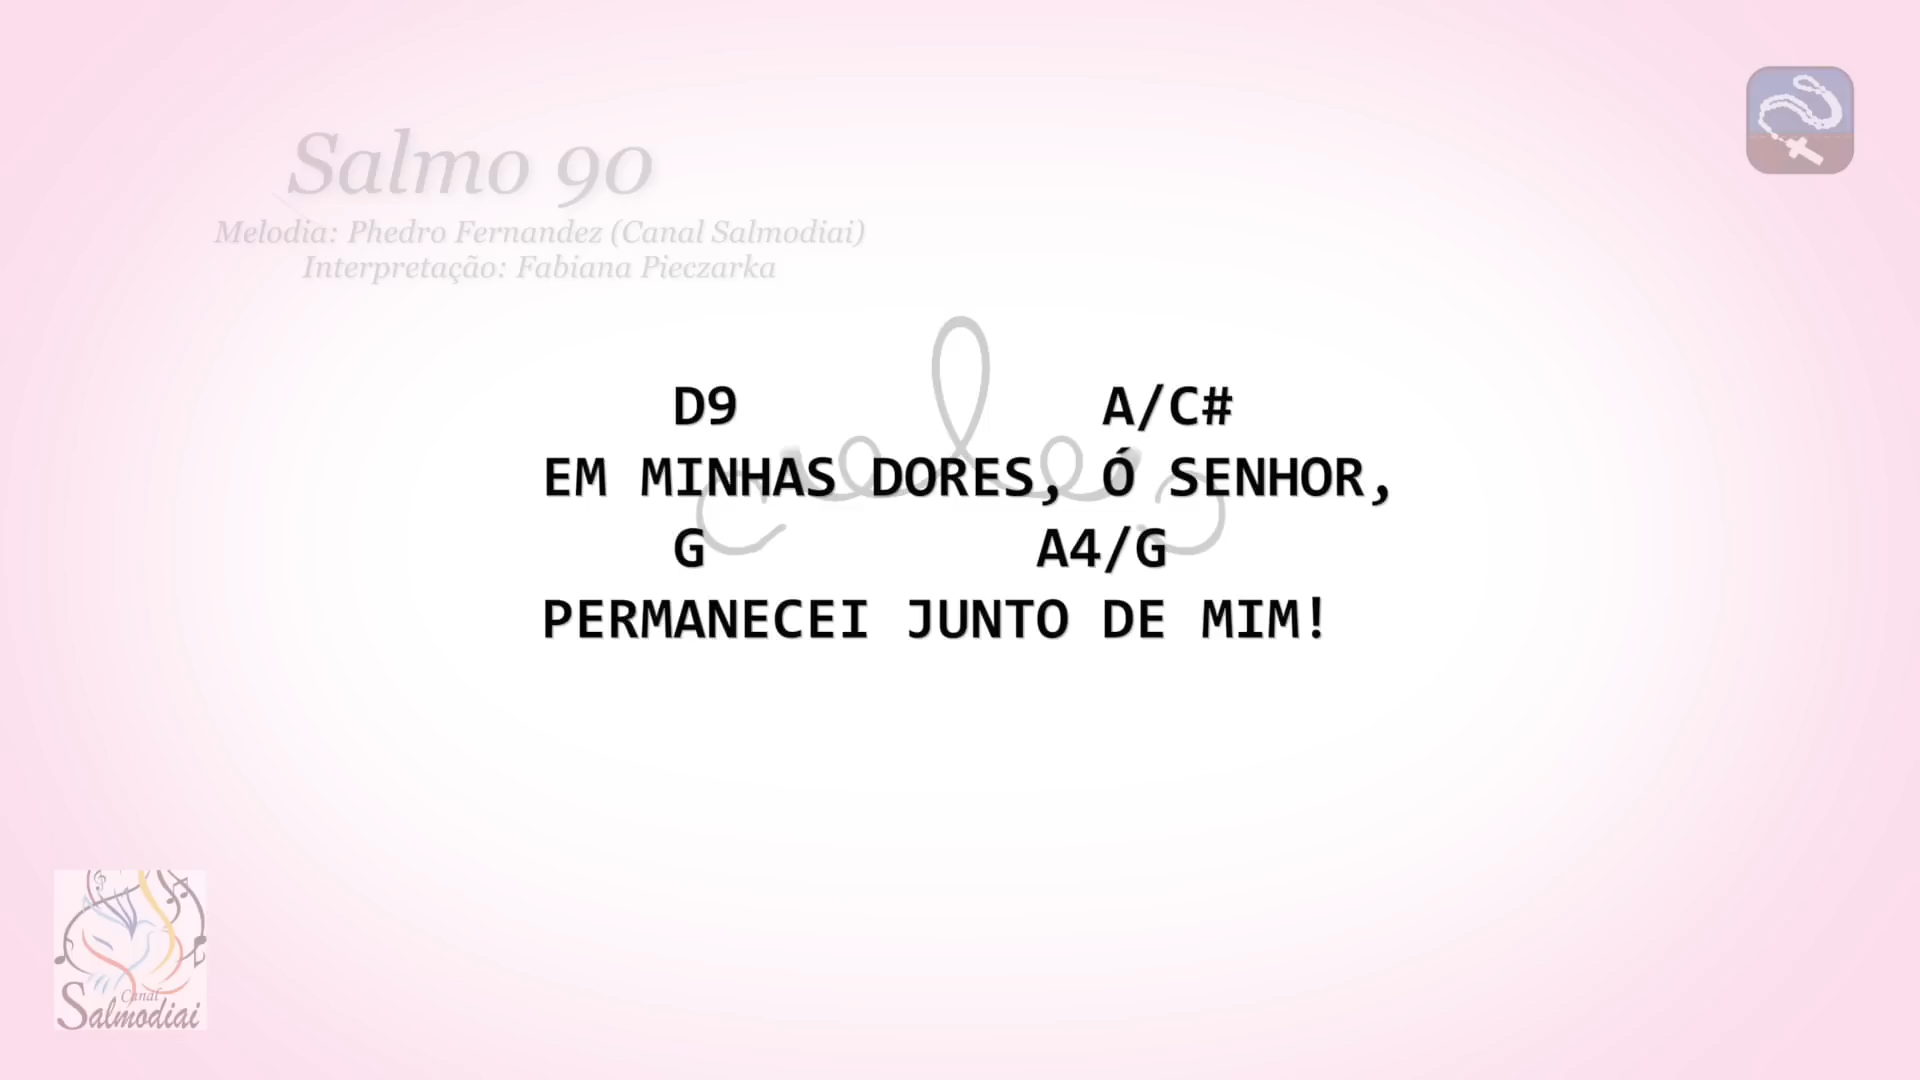 Salmo 90
Melodia: Phedro Fernandez (Canal Salmodiai)
Interpretação: Fabiana Pieczarka
D9 A/C#
EM MINHAS DORES, Ó SENHOR,
G A4/G
PERMANECEI JUNTO DE MIM!
Canal
Salmodiai